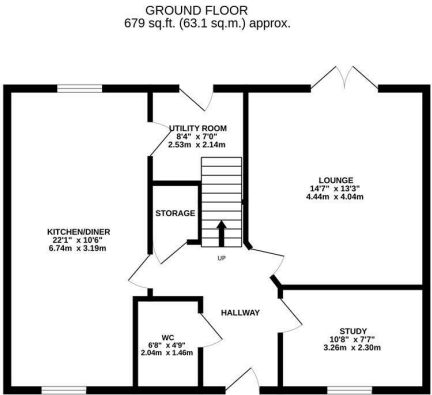 GROUND FLOOR
679 sq.ft. (63.1 sq.m.) approx.
UTILITY ROOM
8'4" x 7'0"
2.53m x 2.14m
LOUNGE
14'7" x 13'3"
4.44m x 4.04m
STORAGE
KITCHEN/DINER
22'1" x 10'6"
6.74m x 3.19m
UP
HALLWAY
WC
6'8" x 4'9"
2.04m x 1.46m
STUDY
10'8" x 7'7"
3.26m x 2.30m